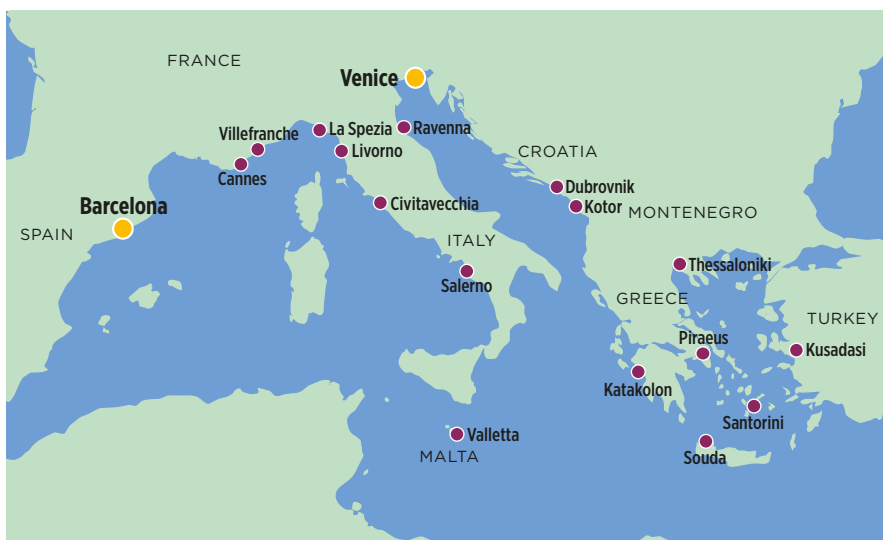 FRANCE
Venice
Villefranche
La Spezia
Ravenna
Livorno
Cannes
CROATIA
Dubrovnik
Barcelona
Civitavecchia
Kotor
MONTENEGRO
SPAIN
ITALY
Thessaloniki
Salerno
GREECE
TURKEY
Piraeus
Kusadasi
Katakolon
Santorini
Valletta
MALTA
Souda